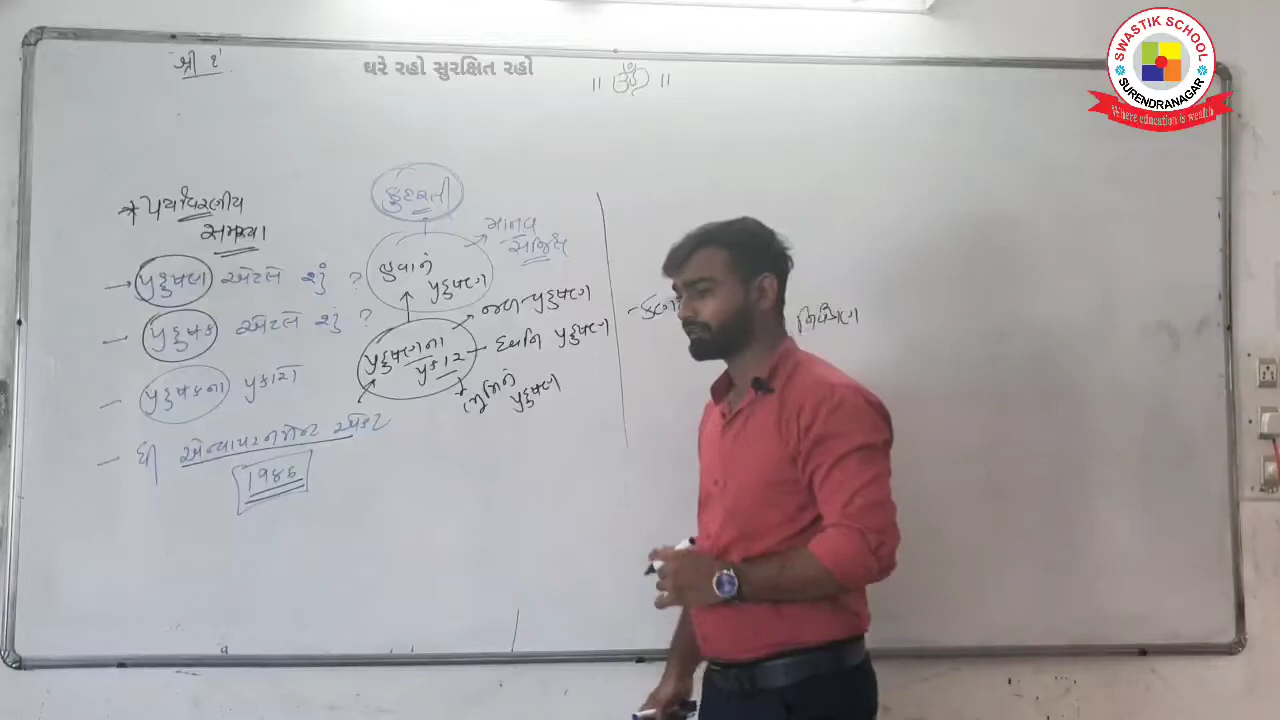 શ્રી ૧'
ઘરે રહો સુરક્ષિત રહો
॥ ૐ ॥
SWASTIK SCHOOL
SURENDRANAGAR
Where education is wealth
* પર્યાવરણીય
સમસ્યા
→ પ્રદુષણ એટલે શું ?
- પ્રદુષક એટલે શું ?
- પ્રદુષકના પ્રકારો
- ધી એન્વાયરનમેન્ટ એક્ટ
1986
કુદરતી
હવાનું
પ્રદુષણ
માનવ
સર્જિત
પ્રદુષણના
પ્રકાર
જળ-પ્રદુષણ
ધ્વનિ પ્રદુષણ
ભૂમિનું
પ્રદુષણ
નિયંત્રણ